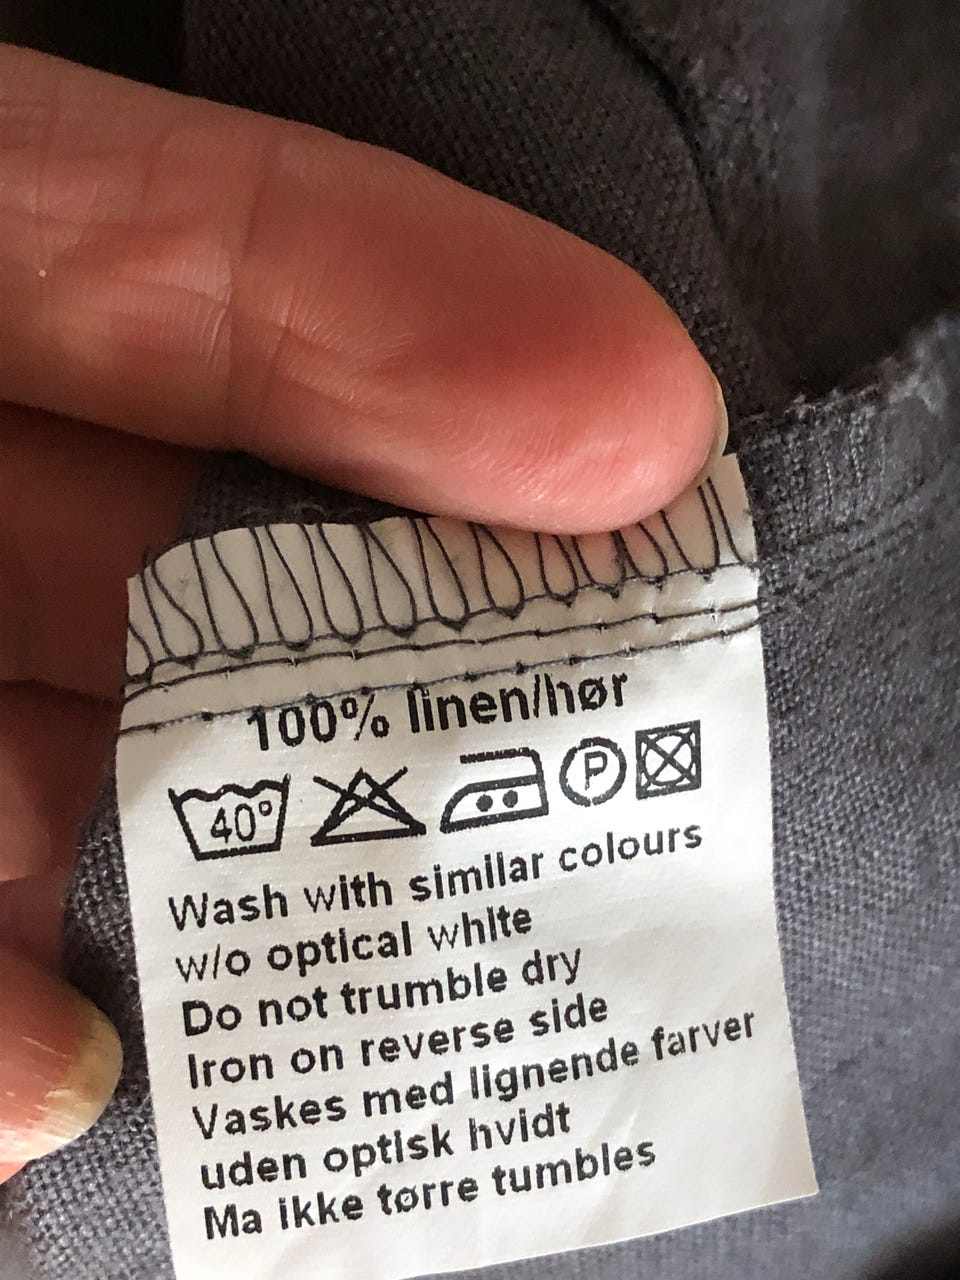 100% linen/hør
40° P
Wash with similar colours
w/o optical white
Do not trumble dry
Iron on reverse side
Vaskes med lignende farver
uden optisk hvidt
Ma ikke tørre tumbles